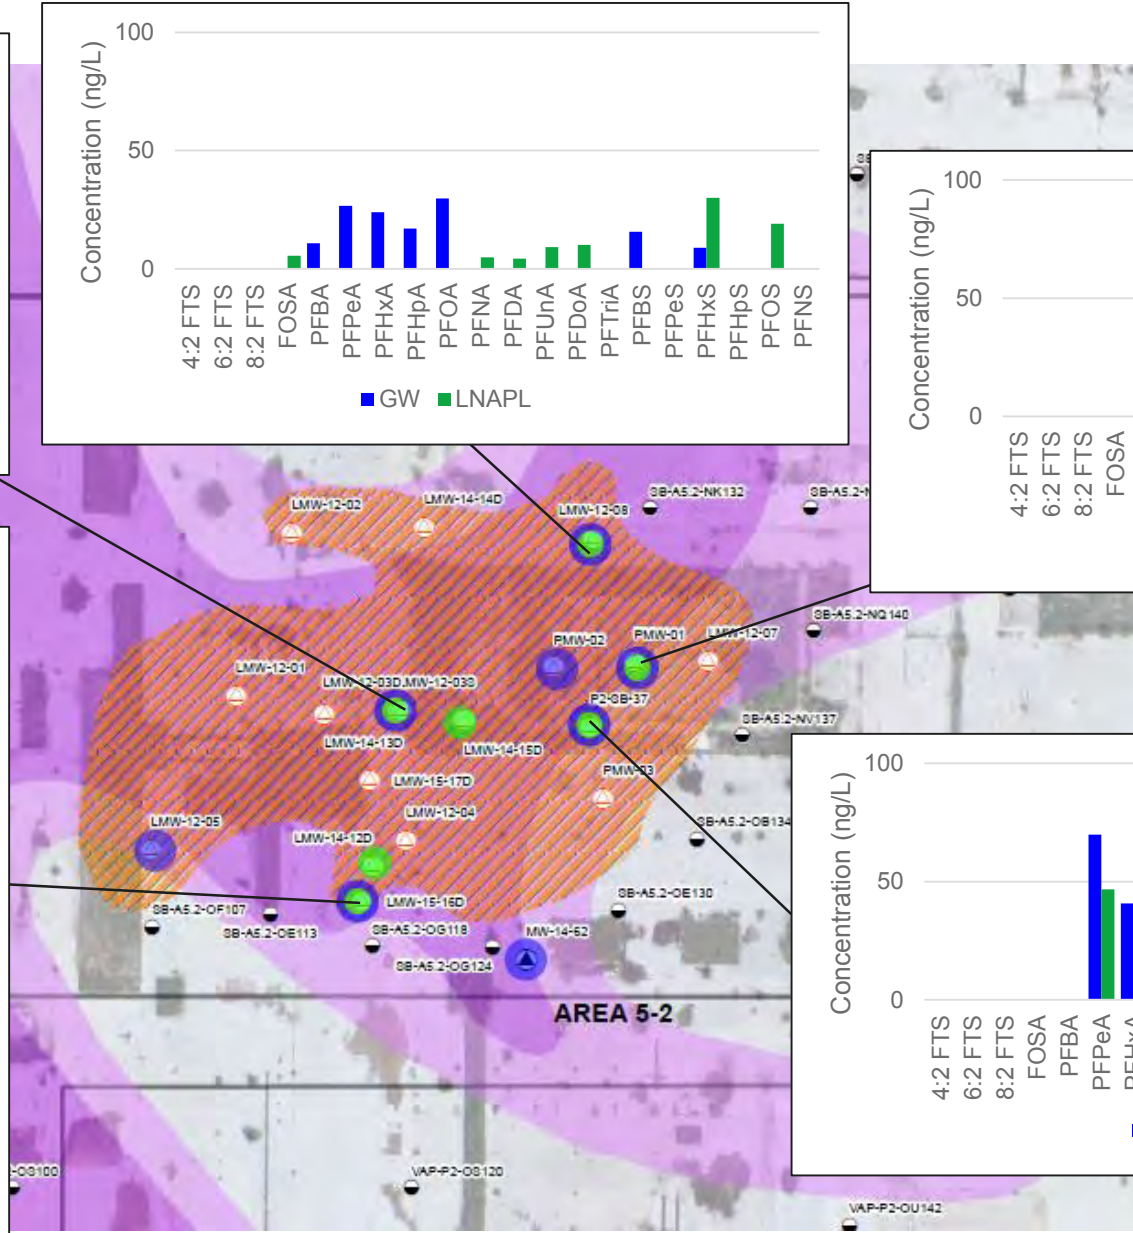 100
50
0
Concentration (ng/L)
4:2 FTS
6:2 FTS
8:2 FTS
FOSA
PFBA
PFPeA
PFHxA
PFHpA
PFOA
PFNA
PFDA
PFUnA
PFDoA
PFTriA
PFBS
PFPeS
PFHxS
PFHpS
PFOS
PFNS
GW
LNAPL
100
50
0
Concentration (ng/L)
4:2 FTS
6:2 FTS
8:2 FTS
FOSA
LMW-12-02
LMW-14-14D
LMW-12-08
SB-A5.2-NK132
SB-A5.2-N
SB-A5.2-NQ140
PMW-02
PMW-01
LMW-12-07
LMW-12-01
LMW-12-03D
MW-12-03S
P2-SB-37
SB-A5.2-NV137
LMW-14-13D
LMW-14-15D
LMW-15-17D
PMW-03
LMW-12-05
LMW-12-04
LMW-14-12D
SB-A5.2-OB134
LMW-15-16D
SB-A5.2-OE130
SB-A5.2-OF107
SB-A5.2-OE113
SB-A5.2-OG118
MW-14-52
SB-A5.2-OG124
AREA 5-2
100
50
0
Concentration (ng/L)
4:2 FTS
6:2 FTS
8:2 FTS
FOSA
PFBA
PFPeA
PFHxA
-OS100
VAP-P2-OS120
VAP-P2-OU142